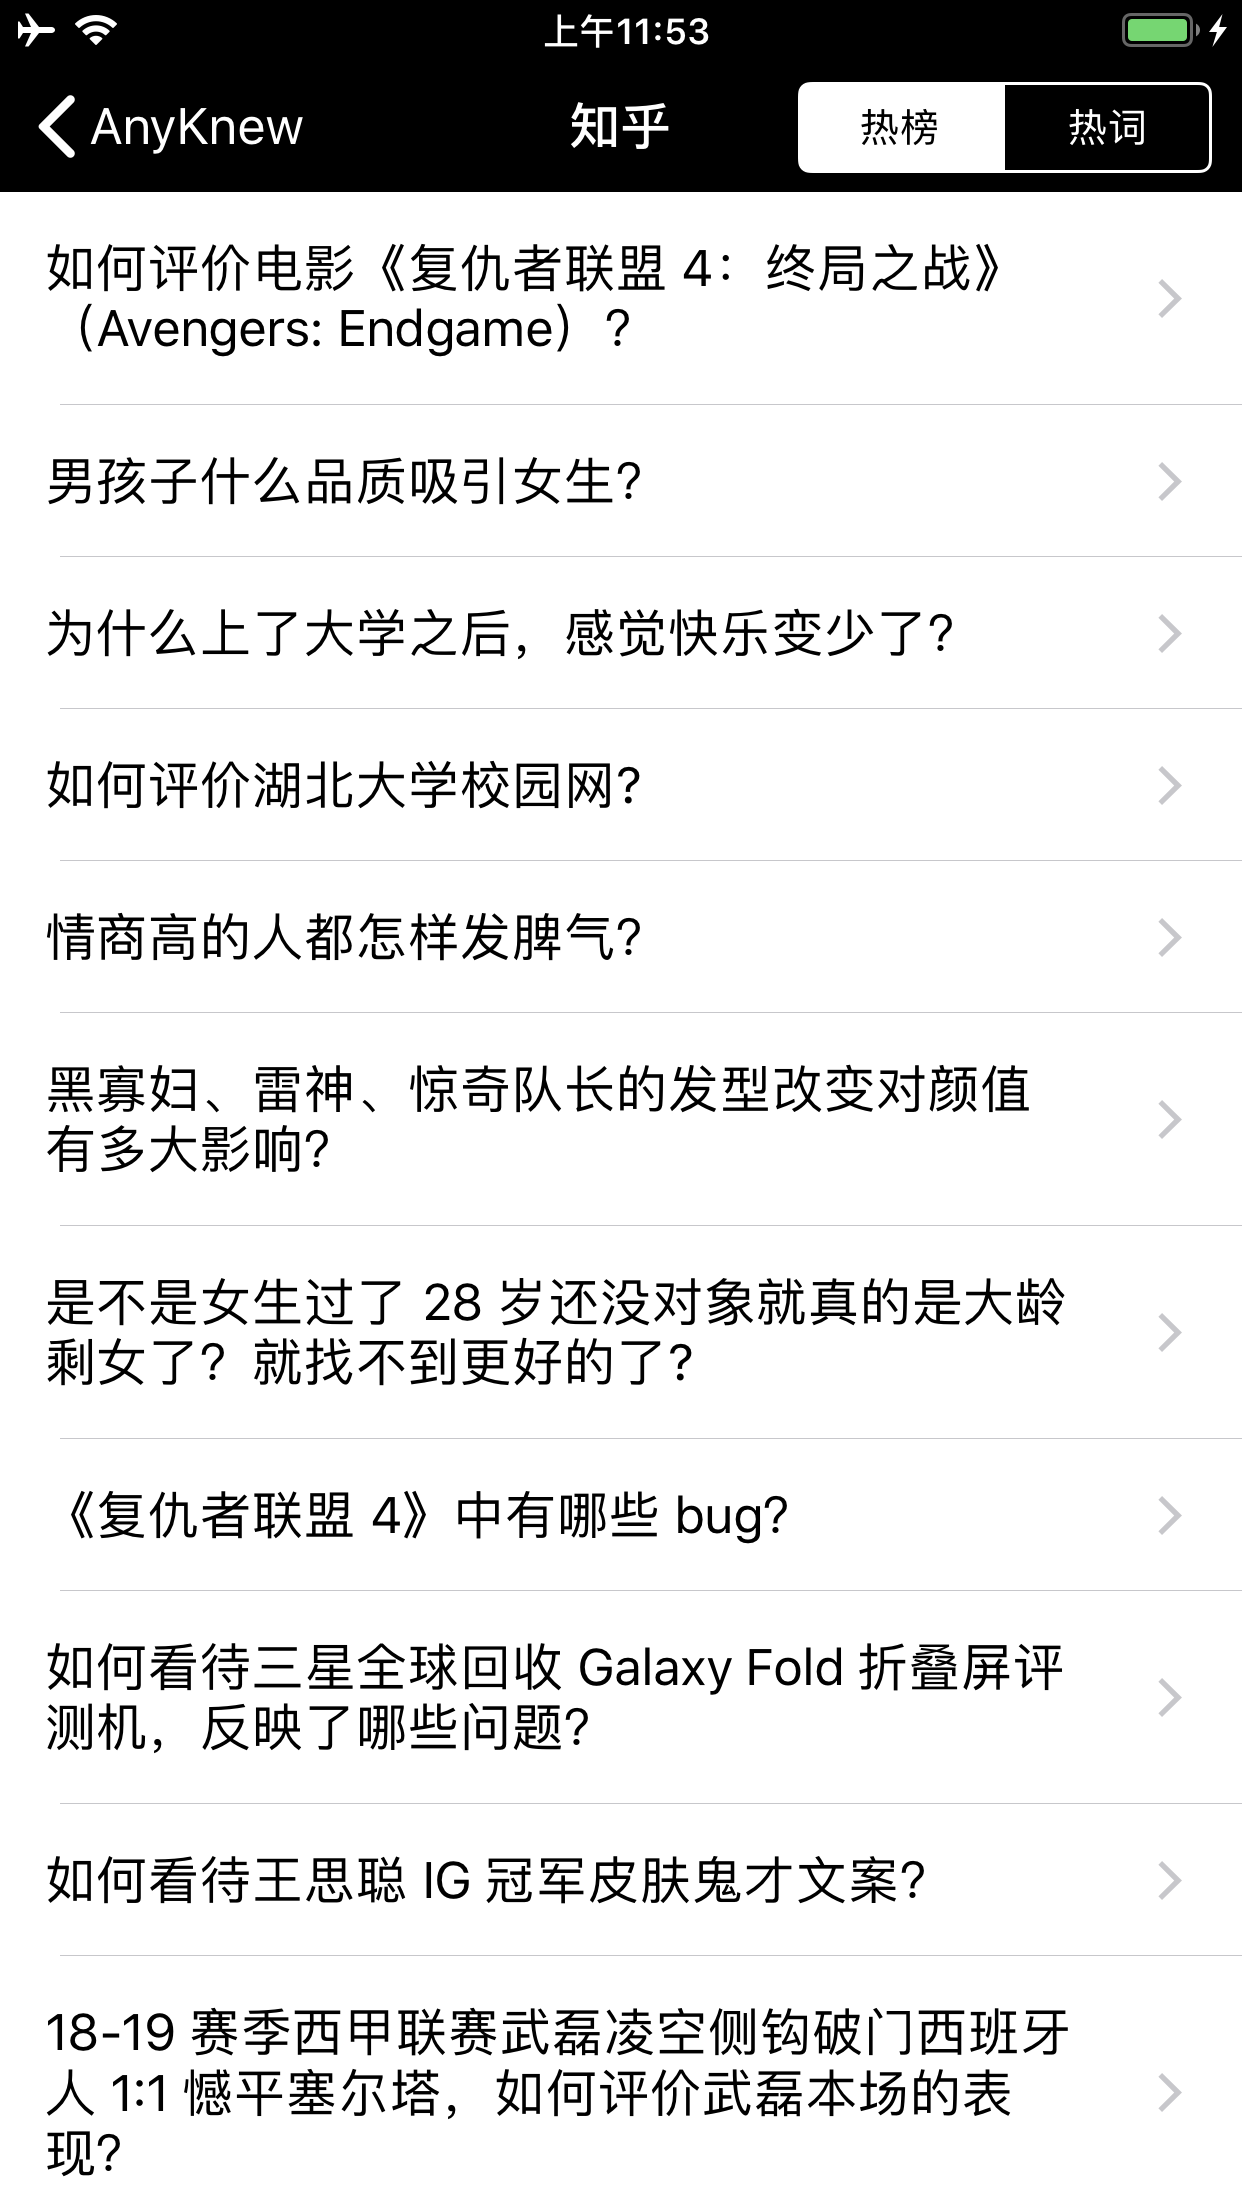 上午11:53
AnyKnew
知乎
热榜
热词
如何评价电影《复仇者联盟 4：终局之战》
（Avengers: Endgame）?
男孩子什么品质吸引女生?
为什么上了大学之后，感觉快乐变少了?
如何评价湖北大学校园网?
情商高的人都怎样发脾气?
黑寡妇、雷神、惊奇队长的发型改变对颜值
有多大影响?
是不是女生过了 28 岁还没对象就真的是大龄
剩女了？就找不到更好的了?
《复仇者联盟 4》中有哪些 bug?
如何看待三星全球回收 Galaxy Fold 折叠屏评
测机，反映了哪些问题?
如何看待王思聪 IG 冠军皮肤鬼才文案?
18-19 赛季西甲联赛武磊凌空侧钩破门西班牙
人 1:1 憾平塞尔塔，如何评价武磊本场的表
现?